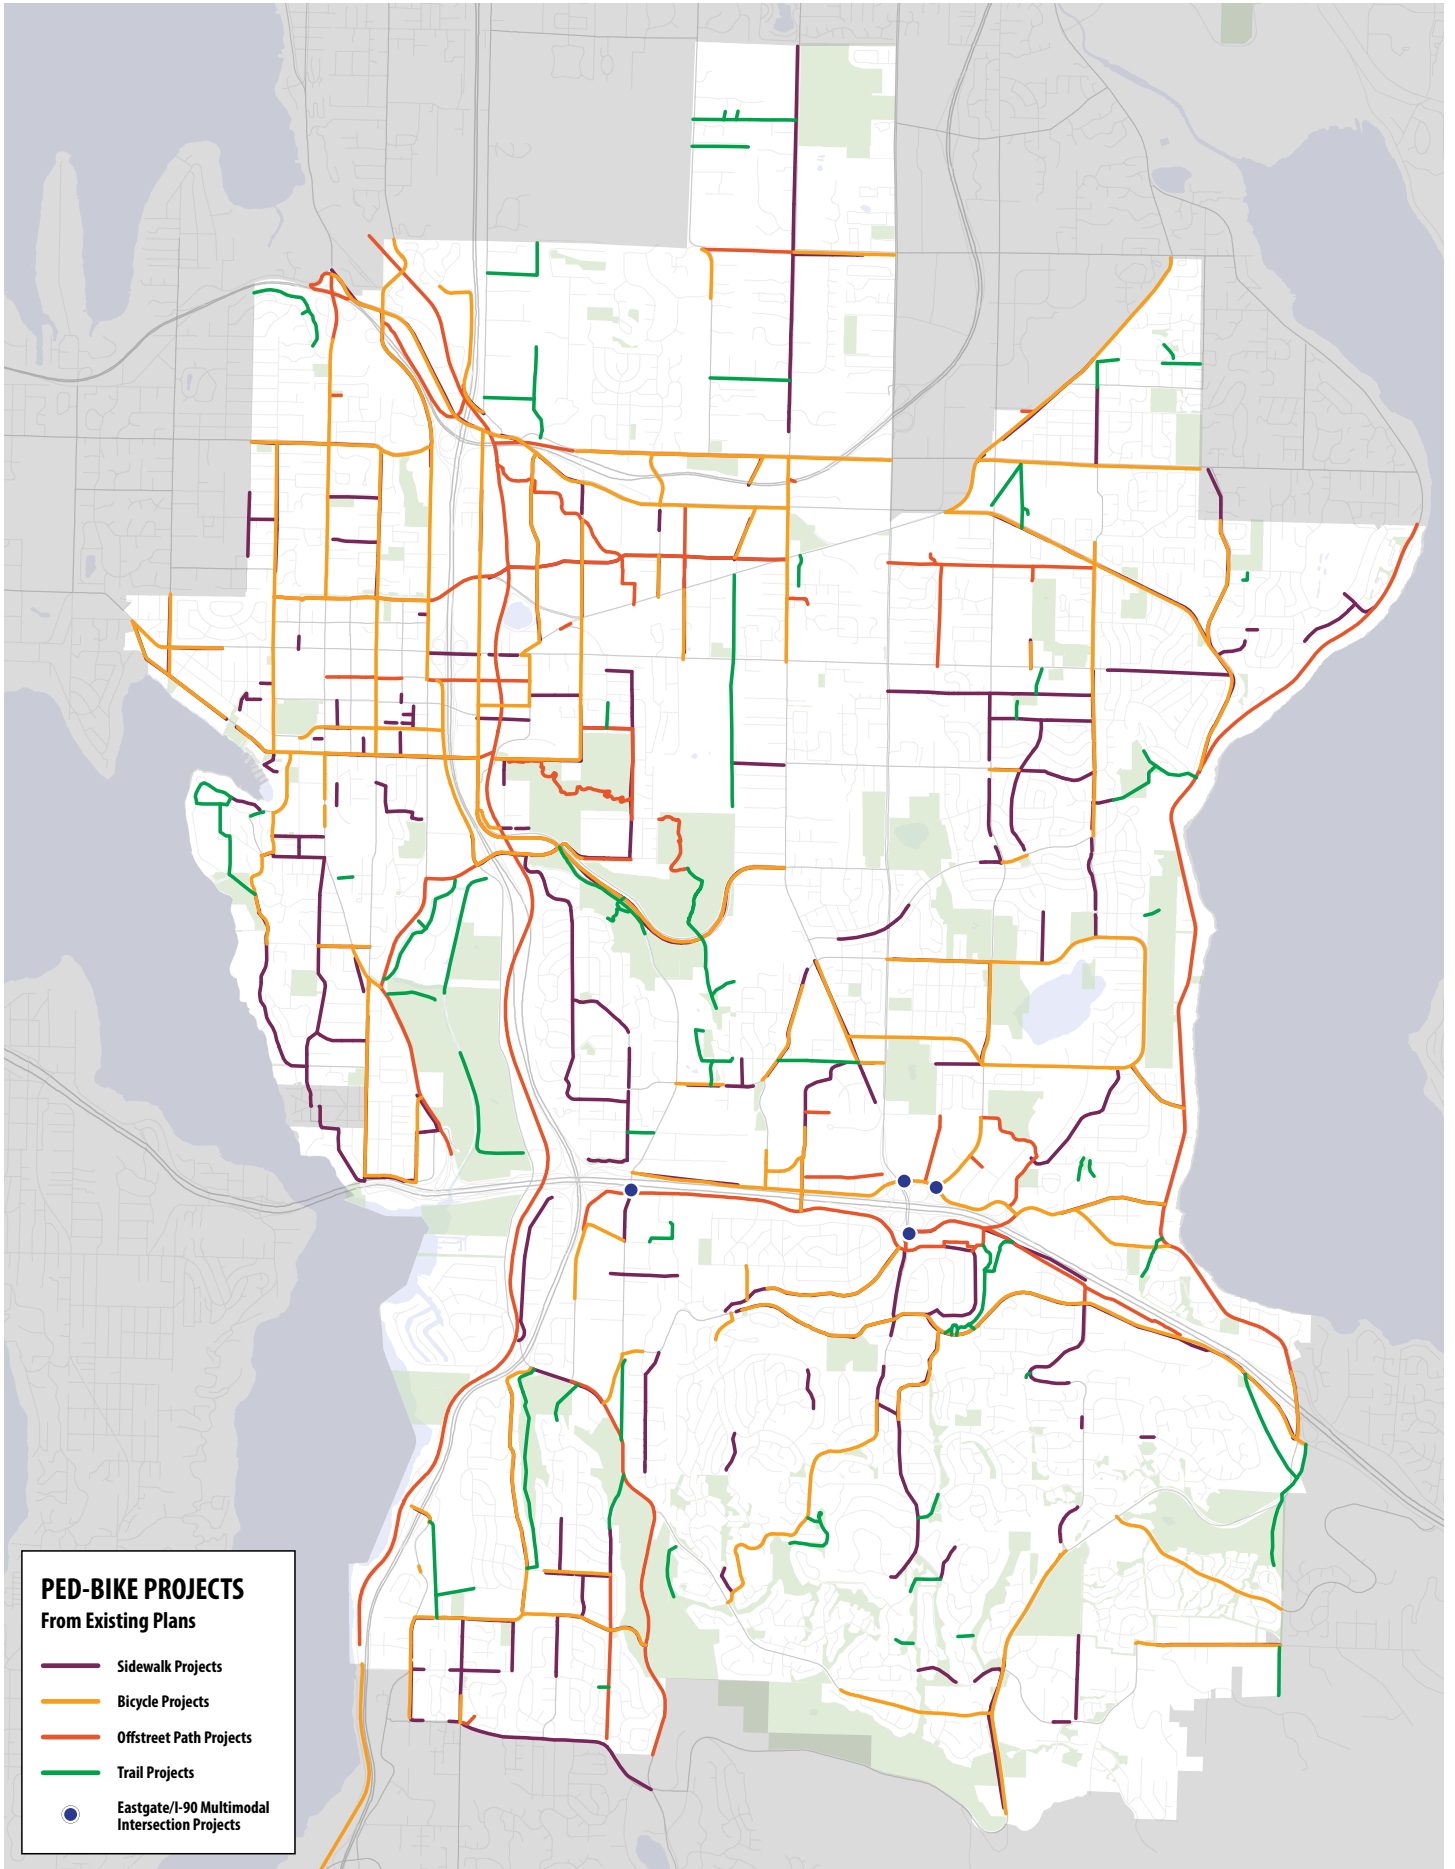 PED-BIKE PROJECTS
From Existing Plans
Sidewalk Projects
Bicycle Projects
Offstreet Path Projects
Trail Projects
Eastgate/I-90 Multimodal
Intersection Projects